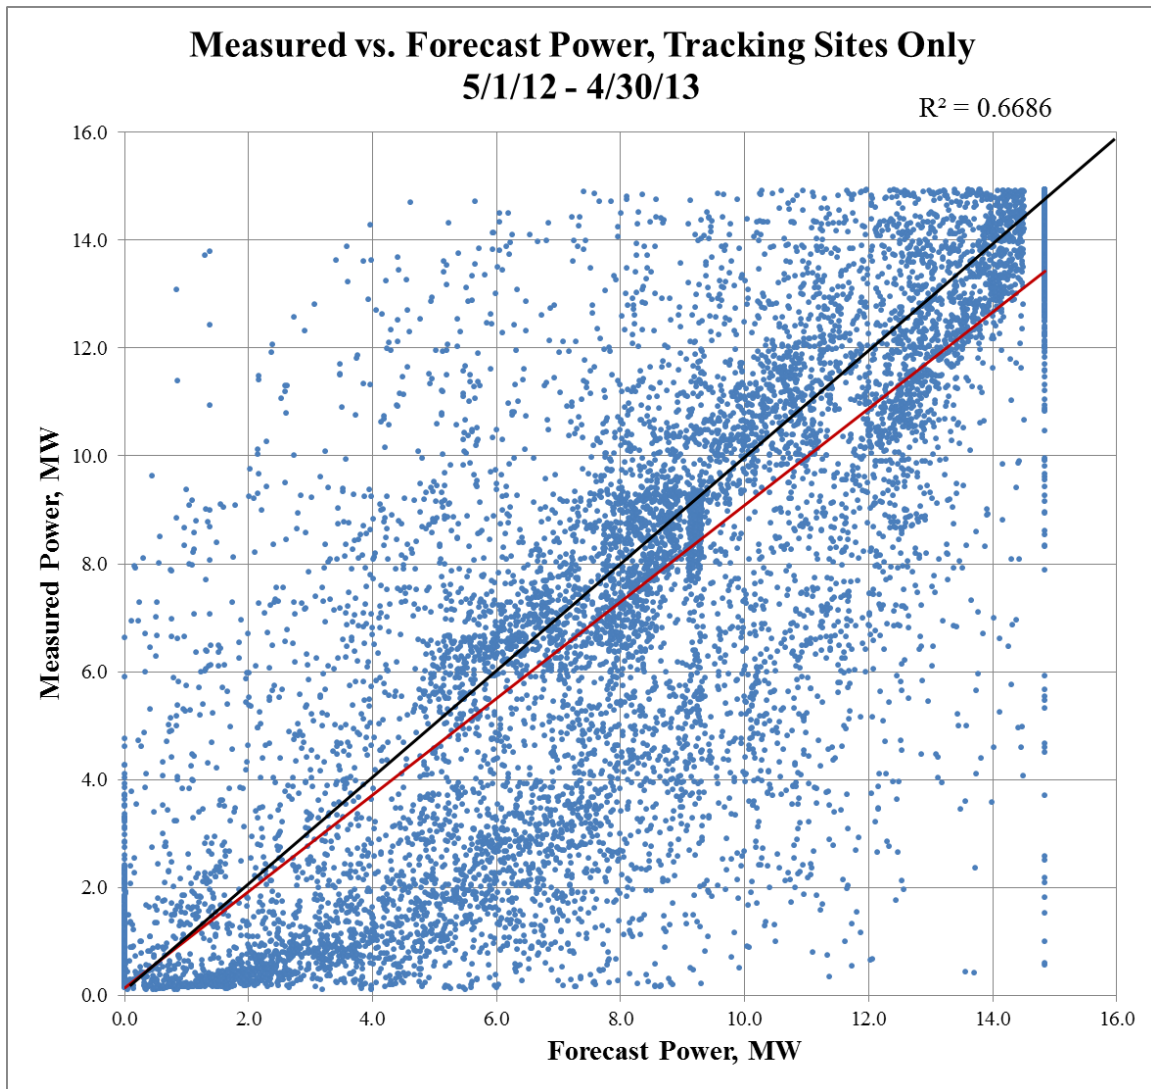 Measured vs. Forecast Power, Tracking Sites Only
5/1/12 - 4/30/13
R² = 0.6686
16.0
14.0
12.0
10.0
8.0
6.0
4.0
2.0
0.0
Measured Power, MW
0.0 2.0 4.0 6.0 8.0 10.0 12.0 14.0 16.0
Forecast Power, MW